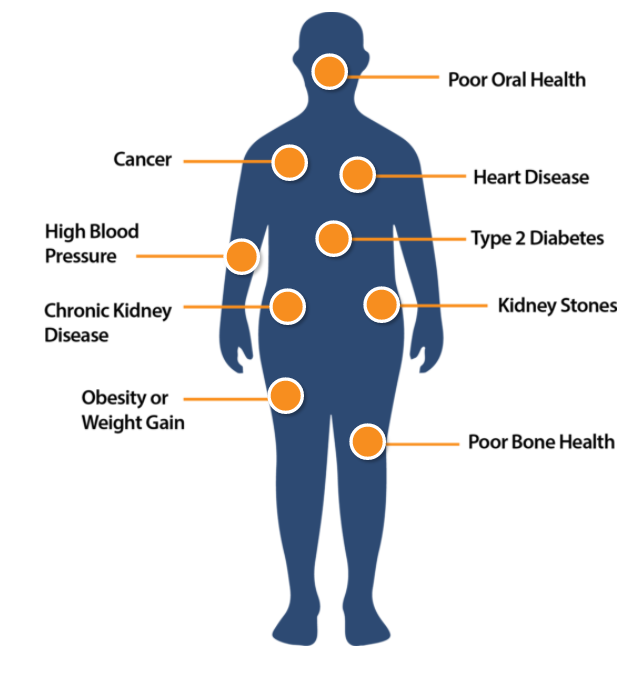 Poor Oral Health
Cancer
Heart Disease
High Blood
Pressure
Type 2 Diabetes
Chronic Kidney
Disease
Kidney Stones
Obesity or
Weight Gain
Poor Bone Health